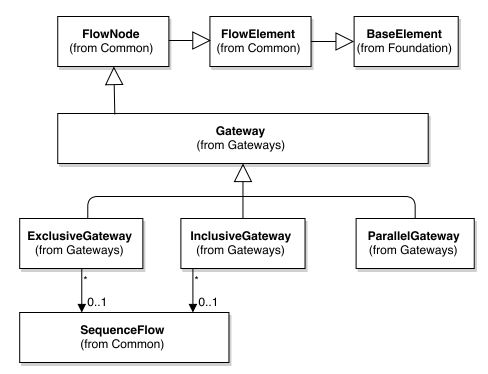 FlowNode
(from Common)
FlowElement
(from Common)
BaseElement
(from Foundation)
Gateway
(from Gateways)
ExclusiveGateway
(from Gateways)
InclusiveGateway
(from Gateways)
ParallelGateway
(from Gateways)
*
0..1
*
0..1
SequenceFlow
(from Common)